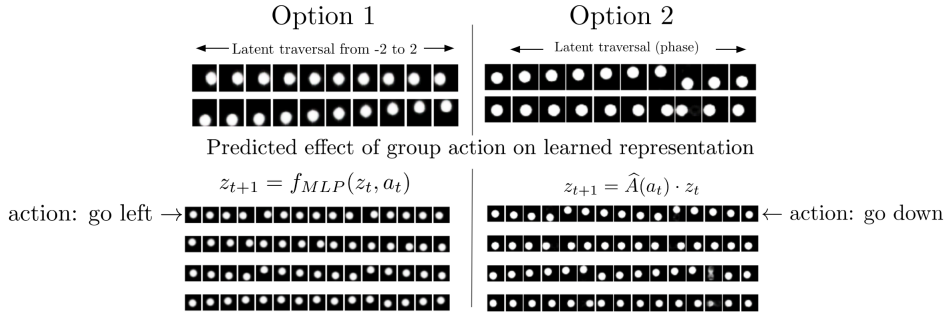 Option 1
Option 2
Latent traversal from -2 to 2
Latent traversal (phase)
Predicted effect of group action on learned representation
$z_{t+1} = f_{MLP}(z_t, a_t)$
$z_{t+1} = \widehat{A}(a_t) \cdot z_t$
action: go left →
← action: go down